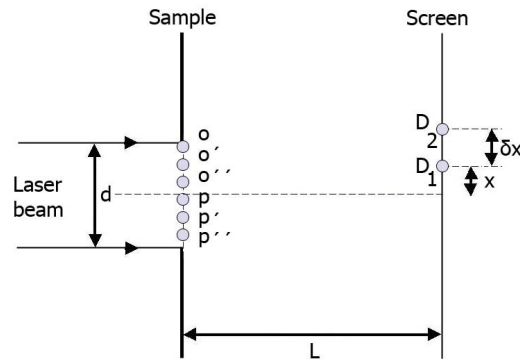 Sample
Screen
o
o´
o´´
p
p´
p´´
D
2
D
1
δx
x
Laser
beam
d
L